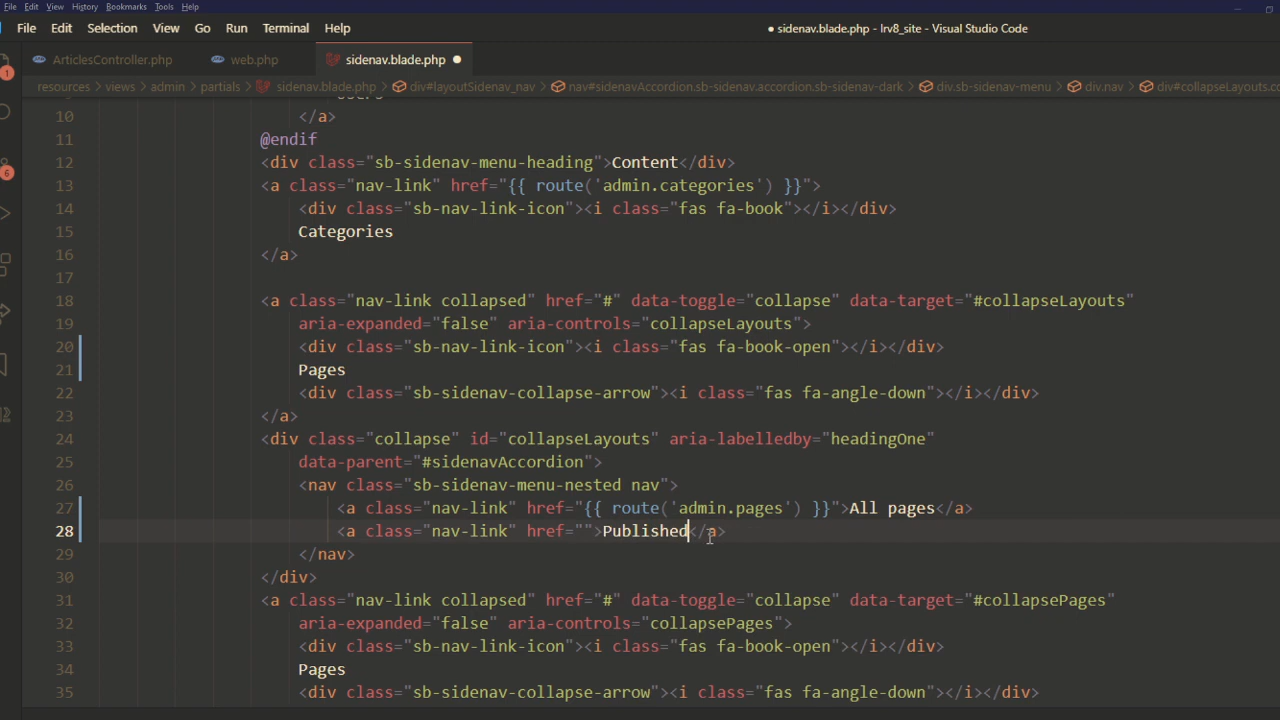 File Edit View History Bookmarks Tools Help
File Edit Selection View Go Run Terminal Help ● sidenav.blade.php - lrv8_site - Visual Studio Code
ArticlesController.php web.php sidenav.blade.php
resources > views > admin > partials > sidenav.blade.php > div#layoutSidenav_nav > nav#sidenavAccordion.sb-sidenav.accordion.sb-sidenav-dark > div.sb-sidenav-menu > div.nav > div#collapseLayouts.co
10 </a>
11 @endif
12 <div class="sb-sidenav-menu-heading">Content</div>
13 <a class="nav-link" href="{{ route('admin.categories') }}">
14 <div class="sb-nav-link-icon"><i class="fas fa-book"></i></div>
15 Categories
16 </a>
17
18 <a class="nav-link collapsed" href="#" data-toggle="collapse" data-target="#collapseLayouts"
19 aria-expanded="false" aria-controls="collapseLayouts">
20 <div class="sb-nav-link-icon"><i class="fas fa-book-open"></i></div>
21 Pages
22 <div class="sb-sidenav-collapse-arrow"><i class="fas fa-angle-down"></i></div>
23 </a>
24 <div class="collapse" id="collapseLayouts" aria-labelledby="headingOne"
25 data-parent="#sidenavAccordion">
26 <nav class="sb-sidenav-menu-nested nav">
27 <a class="nav-link" href="{{ route('admin.pages') }}">All pages</a>
28 <a class="nav-link" href="">Published</a>
29 </nav>
30 </div>
31 <a class="nav-link collapsed" href="#" data-toggle="collapse" data-target="#collapsePages"
32 aria-expanded="false" aria-controls="collapsePages">
33 <div class="sb-nav-link-icon"><i class="fas fa-book-open"></i></div>
34 Pages
35 <div class="sb-sidenav-collapse-arrow"><i class="fas fa-angle-down"></i></div>
1
6